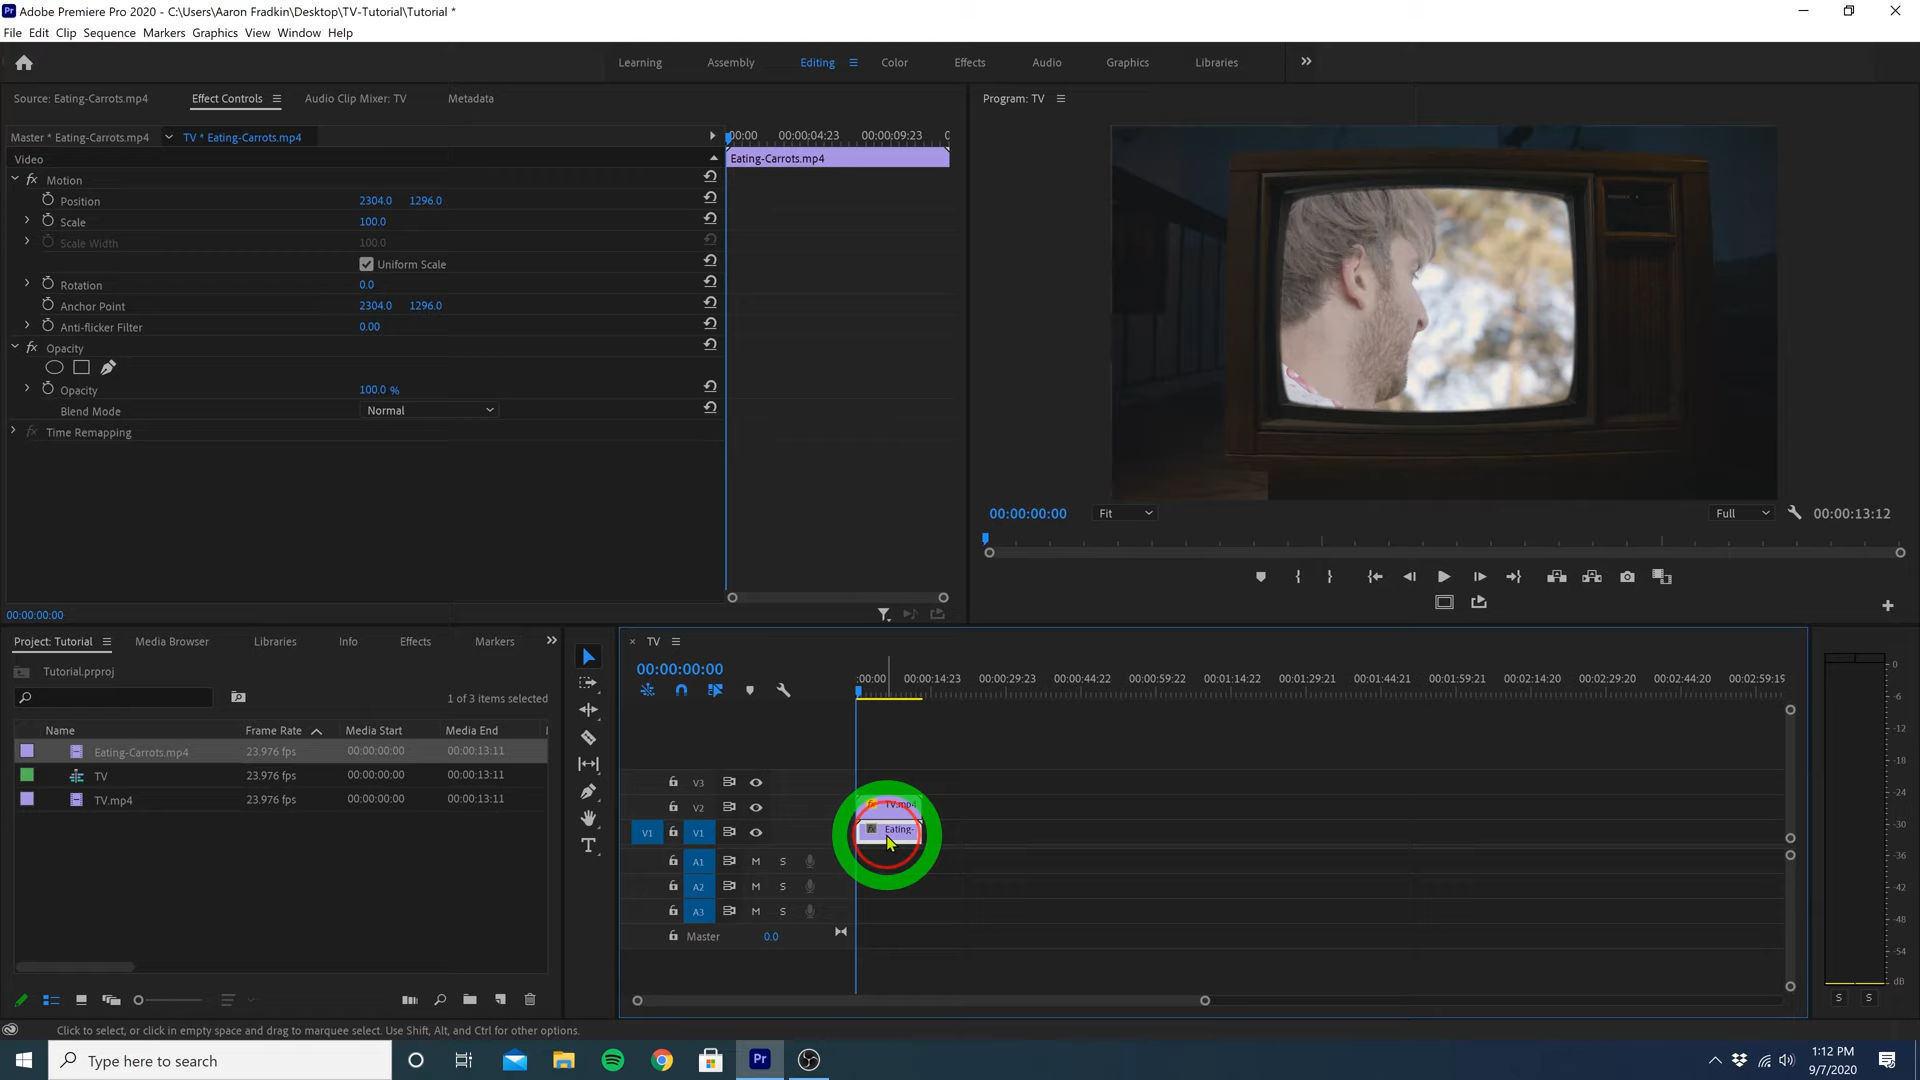 Adobe Premiere Pro 2020 - C:\Users\Aaron Fradkin\Desktop\TV-Tutorial\Tutorial *
File Edit Clip Sequence Markers Graphics View Window Help
Learning Assembly Editing Color Effects Audio Graphics Libraries
Source: Eating-Carrots.mp4 Effect Controls Audio Clip Mixer: TV Metadata
Program: TV
Master * Eating-Carrots.mp4 TV * Eating-Carrots.mp4
:00:00 00:00:04:23 00:00:09:23 0
Video
Eating-Carrots.mp4
fx Motion
Position 2304.0 1296.0
Scale 100.0
Scale Width 100.0
Uniform Scale
Rotation 0.0
Anchor Point 2304.0 1296.0
Anti-flicker Filter 0.00
fx Opacity
Opacity 100.0 %
Blend Mode Normal
fx Time Remapping
00:00:00:00
00:00:00:00 Fit Full 00:00:13:12
Project: Tutorial Media Browser Libraries Info Effects Markers
Tutorial.prproj
1 of 3 items selected
Name Frame Rate Media Start Media End
Eating-Carrots.mp4 23.976 fps 00:00:00:00 00:00:13:11
TV 23.976 fps 00:00:00:00 00:00:13:11
TV.mp4 23.976 fps 00:00:00:00 00:00:13:11
× TV
00:00:00:00
:00:00 00:00:14:23 00:00:29:23 00:00:44:22 00:00:59:22 00:01:14:22 00:01:29:21 00:01:44:21 00:01:59:21 00:02:14:20 00:02:29:20 00:02:44:20 00:02:59:19
V3
V2 fx TV.mp4
V1 V1 fx Eating-
A1 M S
A2 M S
A3 M S
Master 0.0
0
-6
-12
-18
-24
-30
-36
-42
-48
-54
dB
S S
Click to select, or click in empty space and drag to marquee select. Use Shift, Alt, and Ctrl for other options.
Type here to search
Pr
1:12 PM
9/7/2020